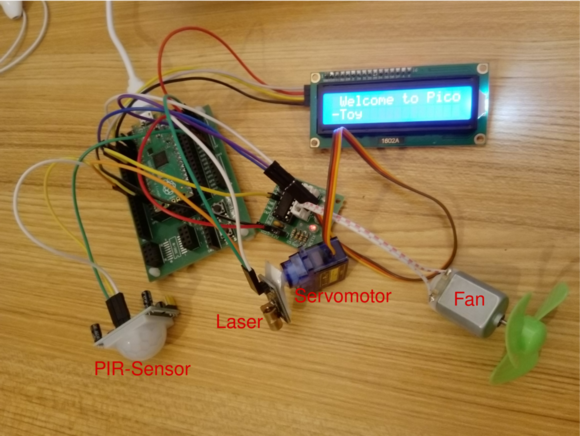 Welcome to Pico
-Toy
1602A
Servomotor
Fan
Laser
PIR-Sensor